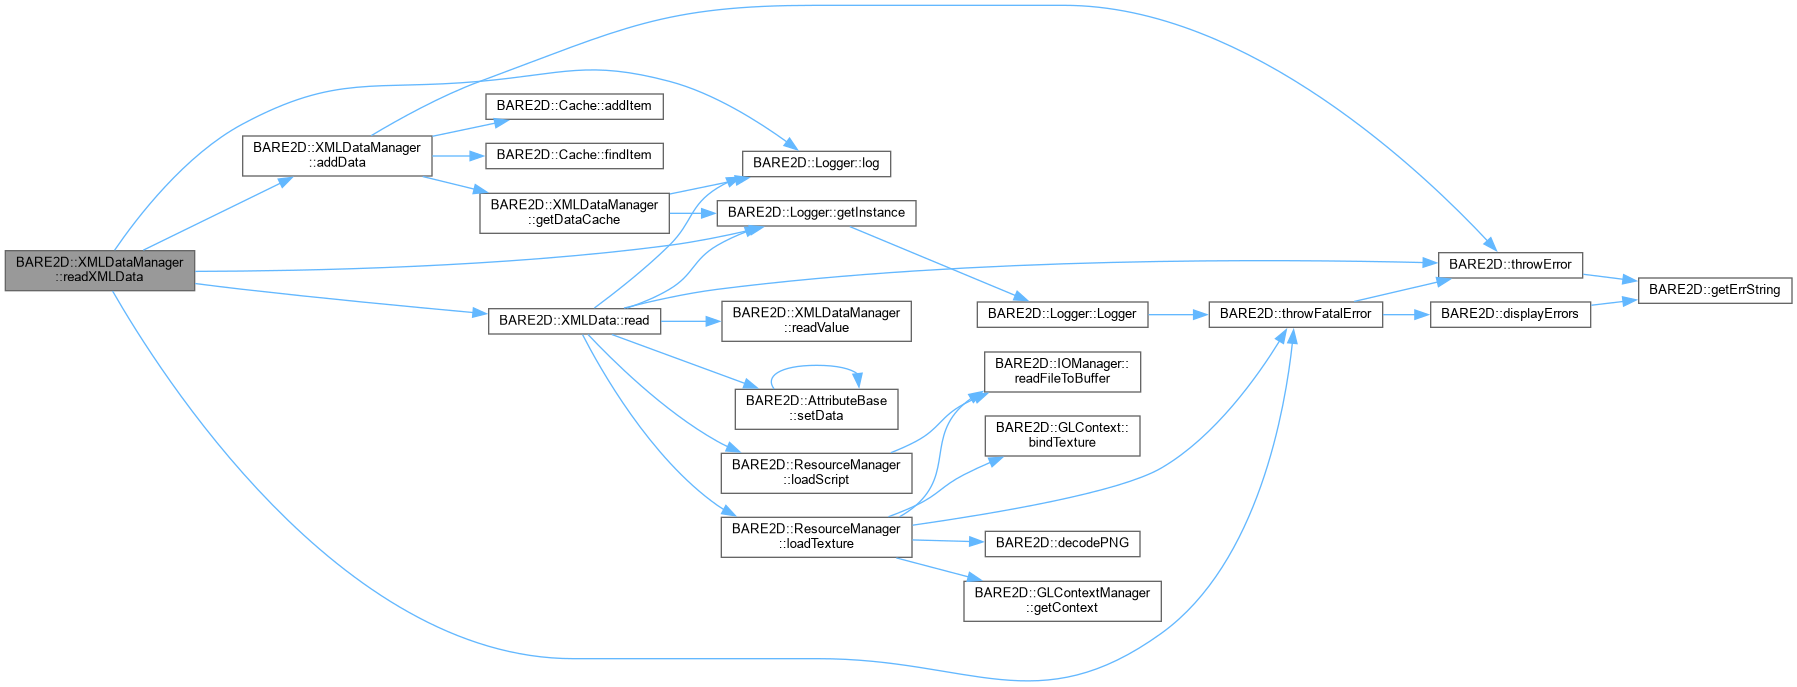 BARE2D::XMLDataManager
::readXMLData
BARE2D::XMLDataManager
::addData
BARE2D::Cache::addItem
BARE2D::Cache::findItem
BARE2D::XMLDataManager
::getDataCache
BARE2D::Logger::log
BARE2D::Logger::getInstance
BARE2D::XMLData::read
BARE2D::XMLDataManager
::readValue
BARE2D::AttributeBase
::setData
BARE2D::ResourceManager
::loadScript
BARE2D::ResourceManager
::loadTexture
BARE2D::Logger::Logger
BARE2D::IOManager::
readFileToBuffer
BARE2D::GLContext::
bindTexture
BARE2D::decodePNG
BARE2D::GLContextManager
::getContext
BARE2D::throwFatalError
BARE2D::throwError
BARE2D::displayErrors
BARE2D::getErrString